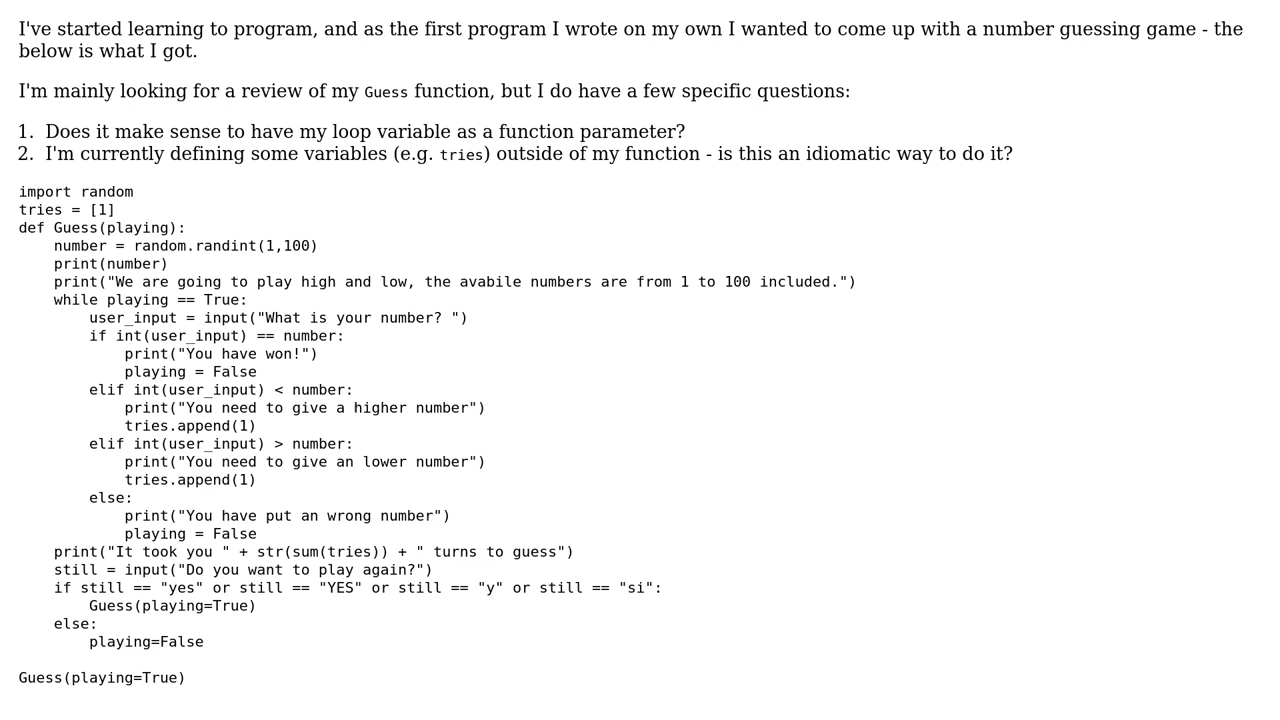 I've started learning to program, and as the first program I wrote on my own I wanted to come up with a number guessing game - the
below is what I got.
I'm mainly looking for a review of my Guess function, but I do have a few specific questions:
1. Does it make sense to have my loop variable as a function parameter?
2. I'm currently defining some variables (e.g. tries) outside of my function - is this an idiomatic way to do it?
import random
tries = [1]
def Guess(playing):
    number = random.randint(1,100)
    print(number)
    print("We are going to play high and low, the avabile numbers are from 1 to 100 included.")
    while playing == True:
        user_input = input("What is your number? ")
        if int(user_input) == number:
            print("You have won!")
            playing = False
        elif int(user_input) < number:
            print("You need to give a higher number")
            tries.append(1)
        elif int(user_input) > number:
            print("You need to give an lower number")
            tries.append(1)
        else:
            print("You have put an wrong number")
            playing = False
    print("It took you " + str(sum(tries)) + " turns to guess")
    still = input("Do you want to play again?")
    if still == "yes" or still == "YES" or still == "y" or still == "si":
        Guess(playing=True)
    else:
        playing=False
Guess(playing=True)